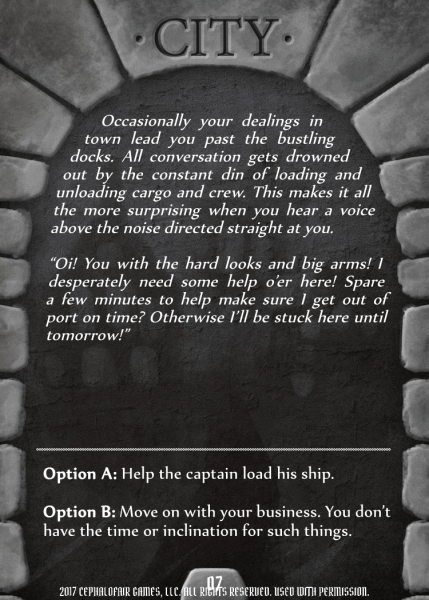 · CITY ·
Occasionally your dealings in
town lead you past the bustling
docks. All conversation gets drowned
out by the constant din of loading and
unloading cargo and crew. This makes it all
the more surprising when you hear a voice
above the noise directed straight at you.
“Oi! You with the hard looks and big arms! I
desperately need some help o’er here! Spare
a few minutes to help make sure I get out of
port on time? Otherwise I’ll be stuck here until
tomorrow!”
Option A: Help the captain load his ship.
Option B: Move on with your business. You don’t
have the time or inclination for such things.
07
2017 CEPHALOFAIR GAMES, LLC. ALL RIGHTS RESERVED. USED WITH PERMISSION.